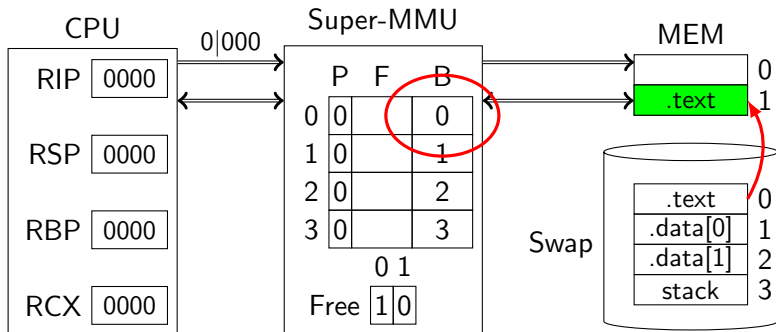 CPU
0|000
Super-MMU
MEM
RIP 0000
RSP 0000
RBP 0000
RCX 0000
P F B
0 0 0
1 0 1
2 0 2
3 0 3
0 1
Free 1 0
0
.text 1
Swap
.text 0
.data[0] 1
.data[1] 2
stack 3